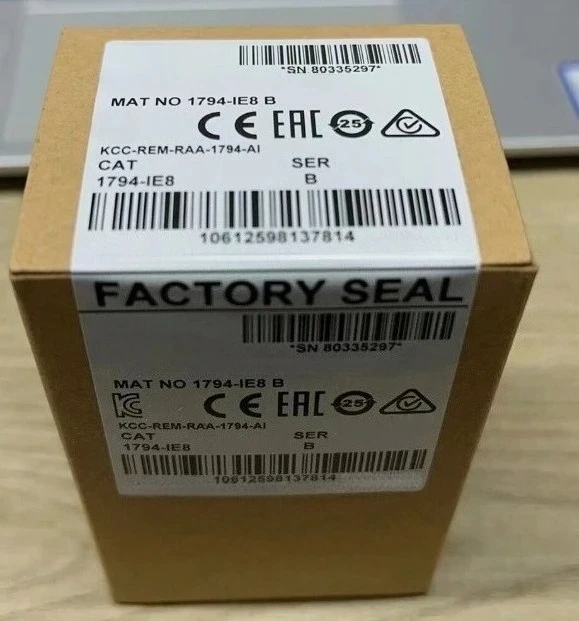 *SN 80335297*
MAT NO 1794-IE8 B
CE EAC 25
KCC-REM-RAA-1794-AI
CAT SER
1794-IE8 B
10612598137814
FACTORY SEAL
*SN 80335297*
MAT NO 1794-IE8 B
KC CE EAC 25
KCC-REM-RAA-1794-AI
CAT SER
1794-IE8 B
10612598137814